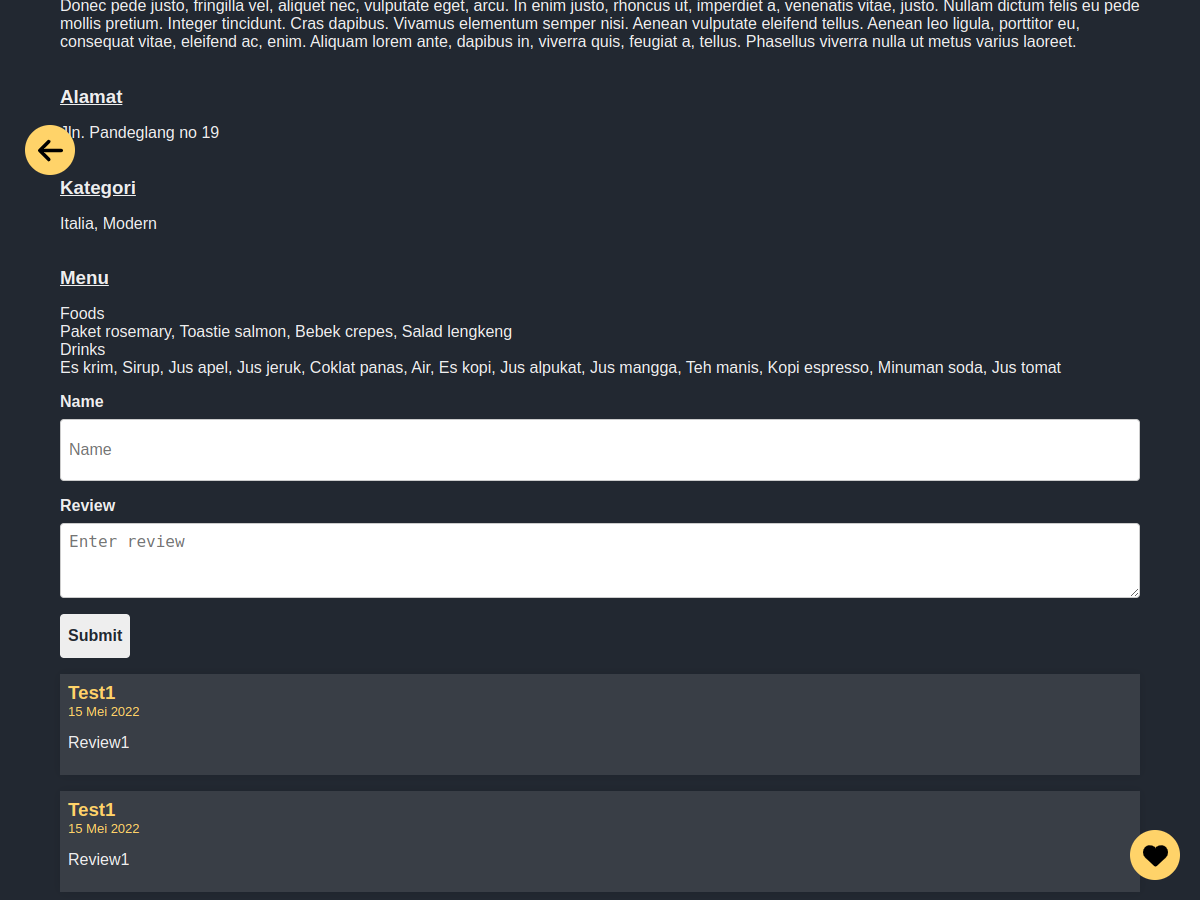 Donec pede justo, fringilla vel, aliquet nec, vulputate eget, arcu. In enim justo, rhoncus ut, imperdiet a, venenatis vitae, justo. Nullam dictum felis eu pede
mollis pretium. Integer tincidunt. Cras dapibus. Vivamus elementum semper nisi. Aenean vulputate eleifend tellus. Aenean leo ligula, porttitor eu,
consequat vitae, eleifend ac, enim. Aliquam lorem ante, dapibus in, viverra quis, feugiat a, tellus. Phasellus viverra nulla ut metus varius laoreet.
Alamat
Jln. Pandeglang no 19
Kategori
Italia, Modern
Menu
Foods
Paket rosemary, Toastie salmon, Bebek crepes, Salad lengkeng
Drinks
Es krim, Sirup, Jus apel, Jus jeruk, Coklat panas, Air, Es kopi, Jus alpukat, Jus mangga, Teh manis, Kopi espresso, Minuman soda, Jus tomat
Name
Name
Review
Enter review
Submit
Test1
15 Mei 2022
Review1
Test1
15 Mei 2022
Review1